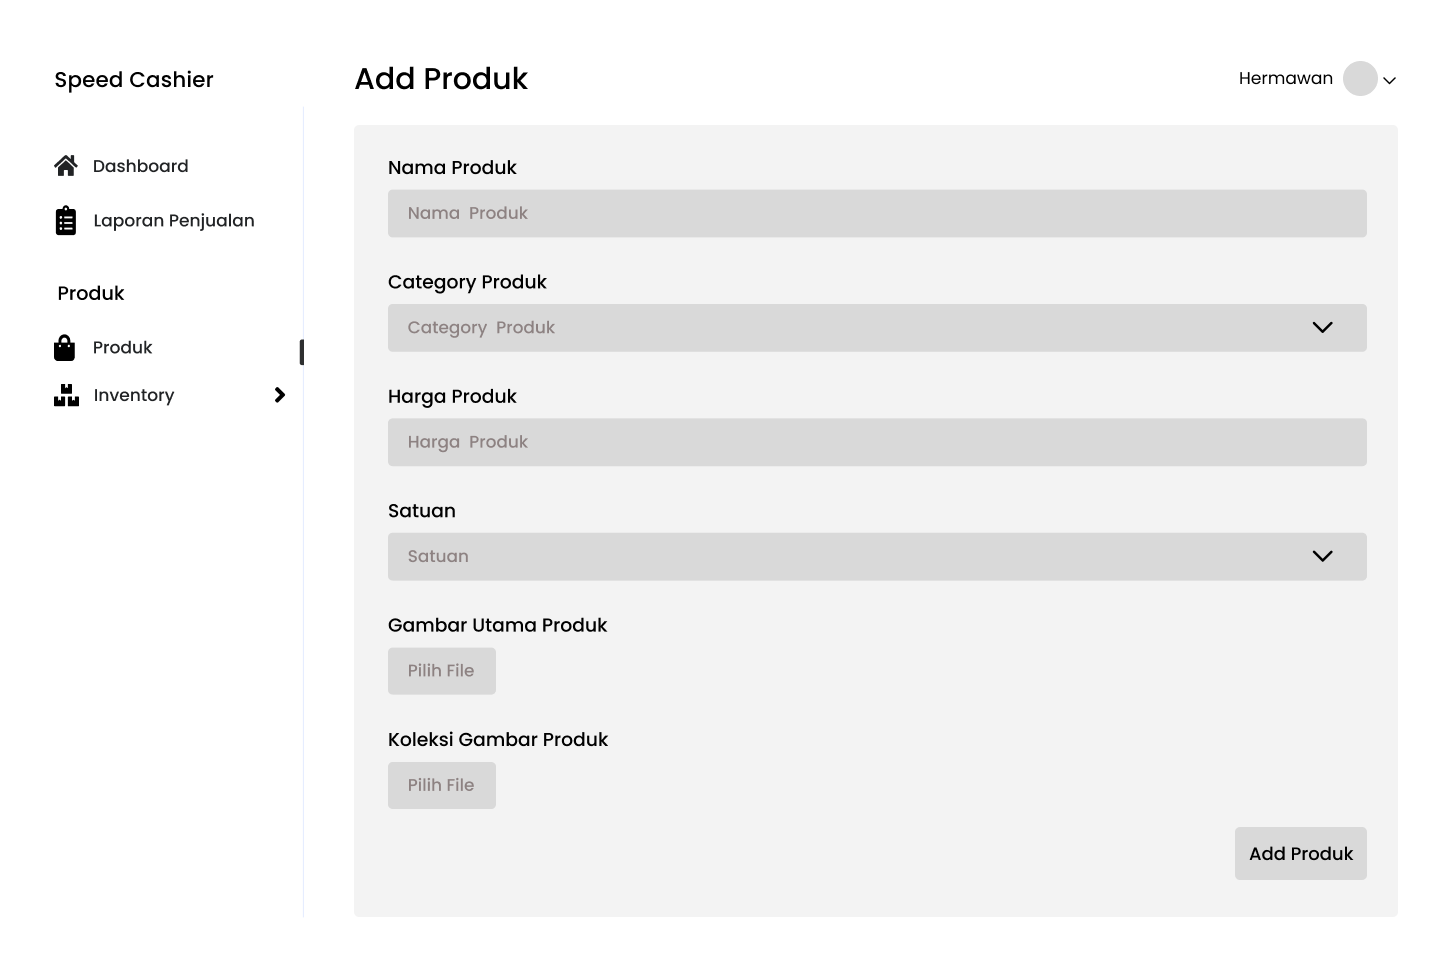 Speed Cashier
Dashboard
Laporan Penjualan
Produk
Produk
Inventory
Add Produk
Hermawan
Nama Produk
Nama Produk
Category Produk
Category Produk
Harga Produk
Harga Produk
Satuan
Satuan
Gambar Utama Produk
Pilih File
Koleksi Gambar Produk
Pilih File
Add Produk